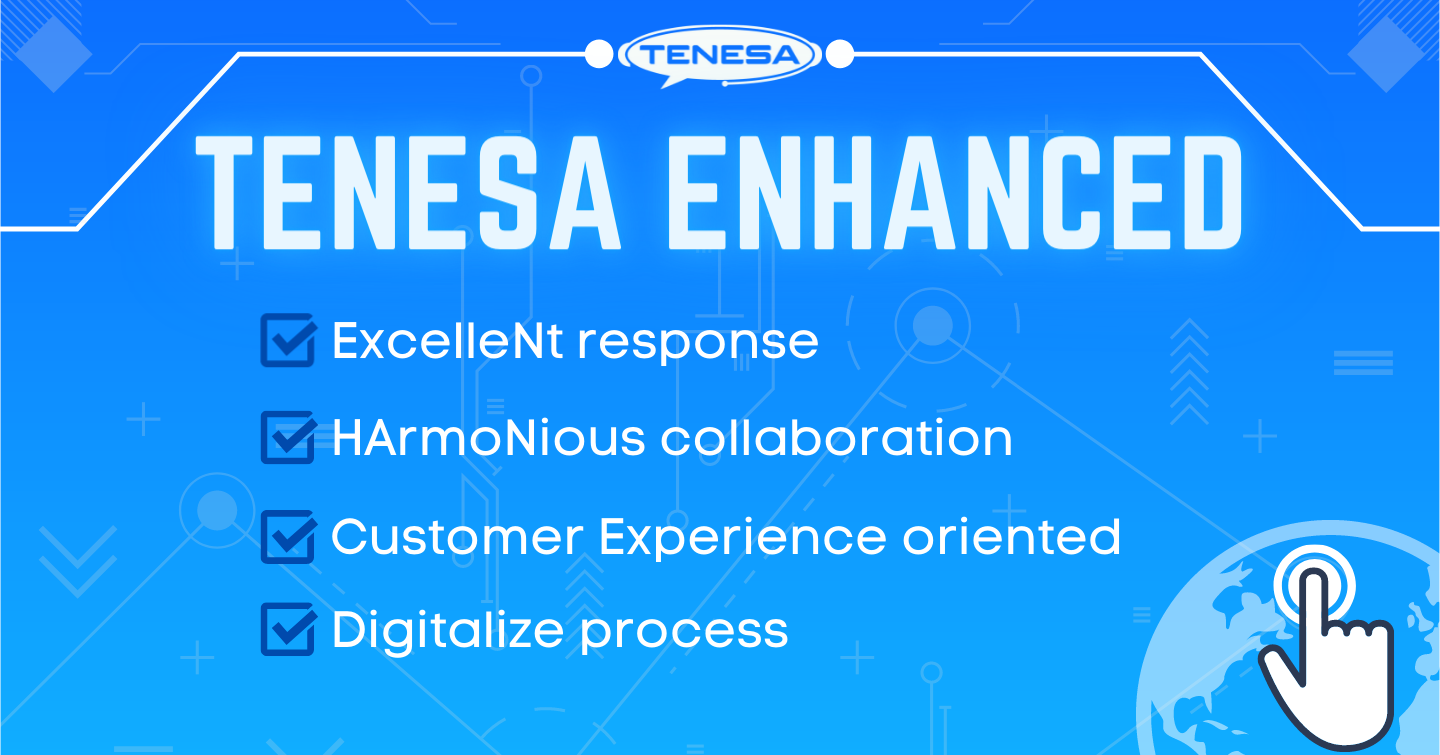 TENESA
TENESA ENHANCED
ExcelleNt response
HArmoNious collaboration
Customer Experience oriented
Digitalize process